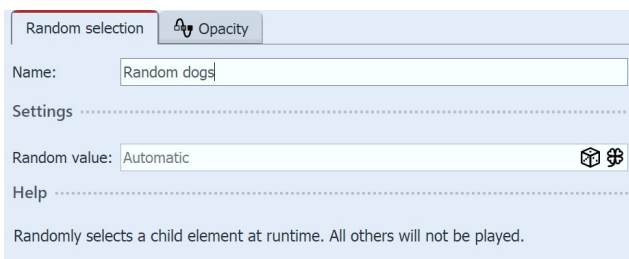 Random selection Opacity
Name: Random dogs
Settings
Random value: Automatic
Help
Randomly selects a child element at runtime. All others will not be played.